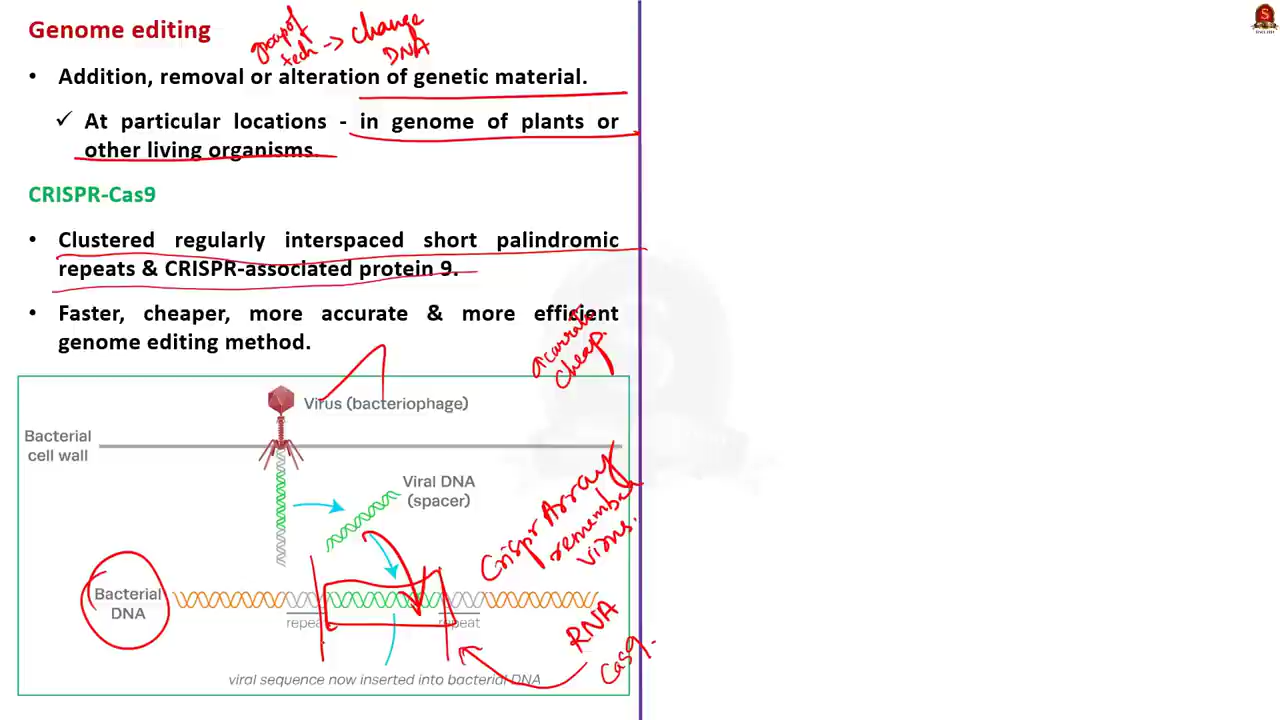 Genome editing
group of
tech -> change
DNA
• Addition, removal or alteration of genetic material.
✓ At particular locations - in genome of plants or
other living organisms.
CRISPR-Cas9
• Clustered regularly interspaced short palindromic
repeats & CRISPR-associated protein 9.
• Faster, cheaper, more accurate & more efficient
genome editing method.
cheap.
Virus (bacteriophage)
Bacterial
cell wall
Viral DNA
(spacer)
Crispr Array
remember
virus.
Bacterial
DNA
repeat
repeat
RNA
Cas9.
viral sequence now inserted into bacterial DNA